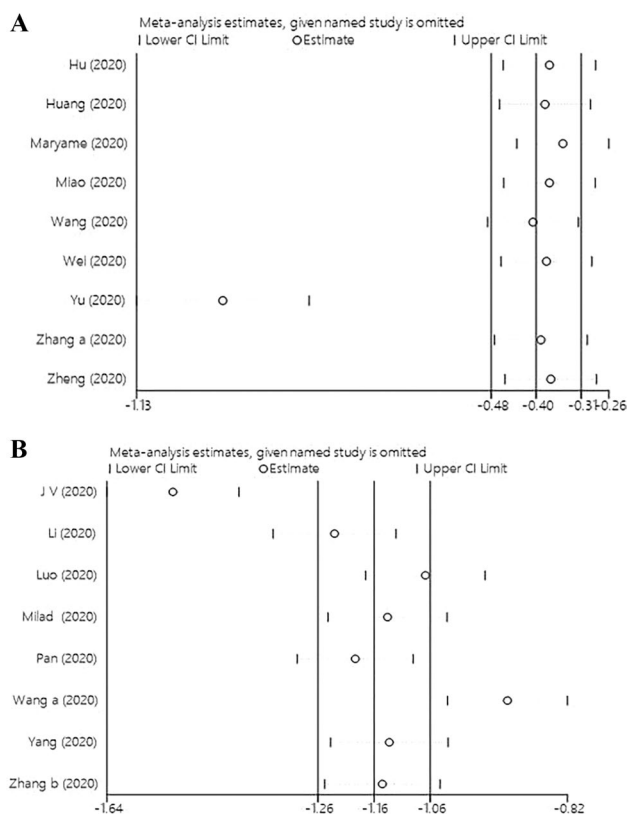 A
Meta-analysis estimates, given named study is omitted
Lower CI Limit Estimate Upper CI Limit
Hu (2020)
Huang (2020)
Maryame (2020)
Miao (2020)
Wang (2020)
Wei (2020)
Yu (2020)
Zhang a (2020)
Zheng (2020)
-1.13 -0.48 -0.40 -0.31 -0.26
B
Meta-analysis estimates, given named study is omitted
Lower CI Limit Estimate Upper CI Limit
J V (2020)
Li (2020)
Luo (2020)
Milad (2020)
Pan (2020)
Wang a (2020)
Yang (2020)
Zhang b (2020)
-1.64 -1.26 -1.16 -1.06 -0.82